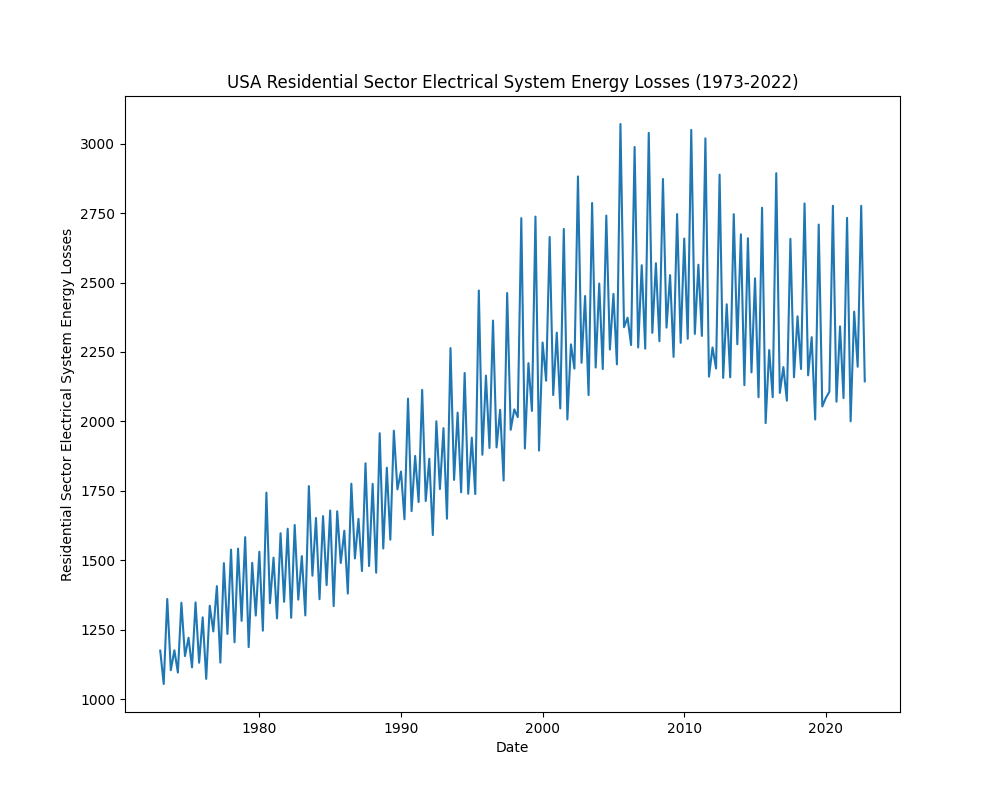 USA Residential Sector Electrical System Energy Losses (1973-2022)
Residential Sector Electrical System Energy Losses
3000
2750
2500
2250
2000
1750
1500
1250
1000
1980 1990 2000 2010 2020
Date